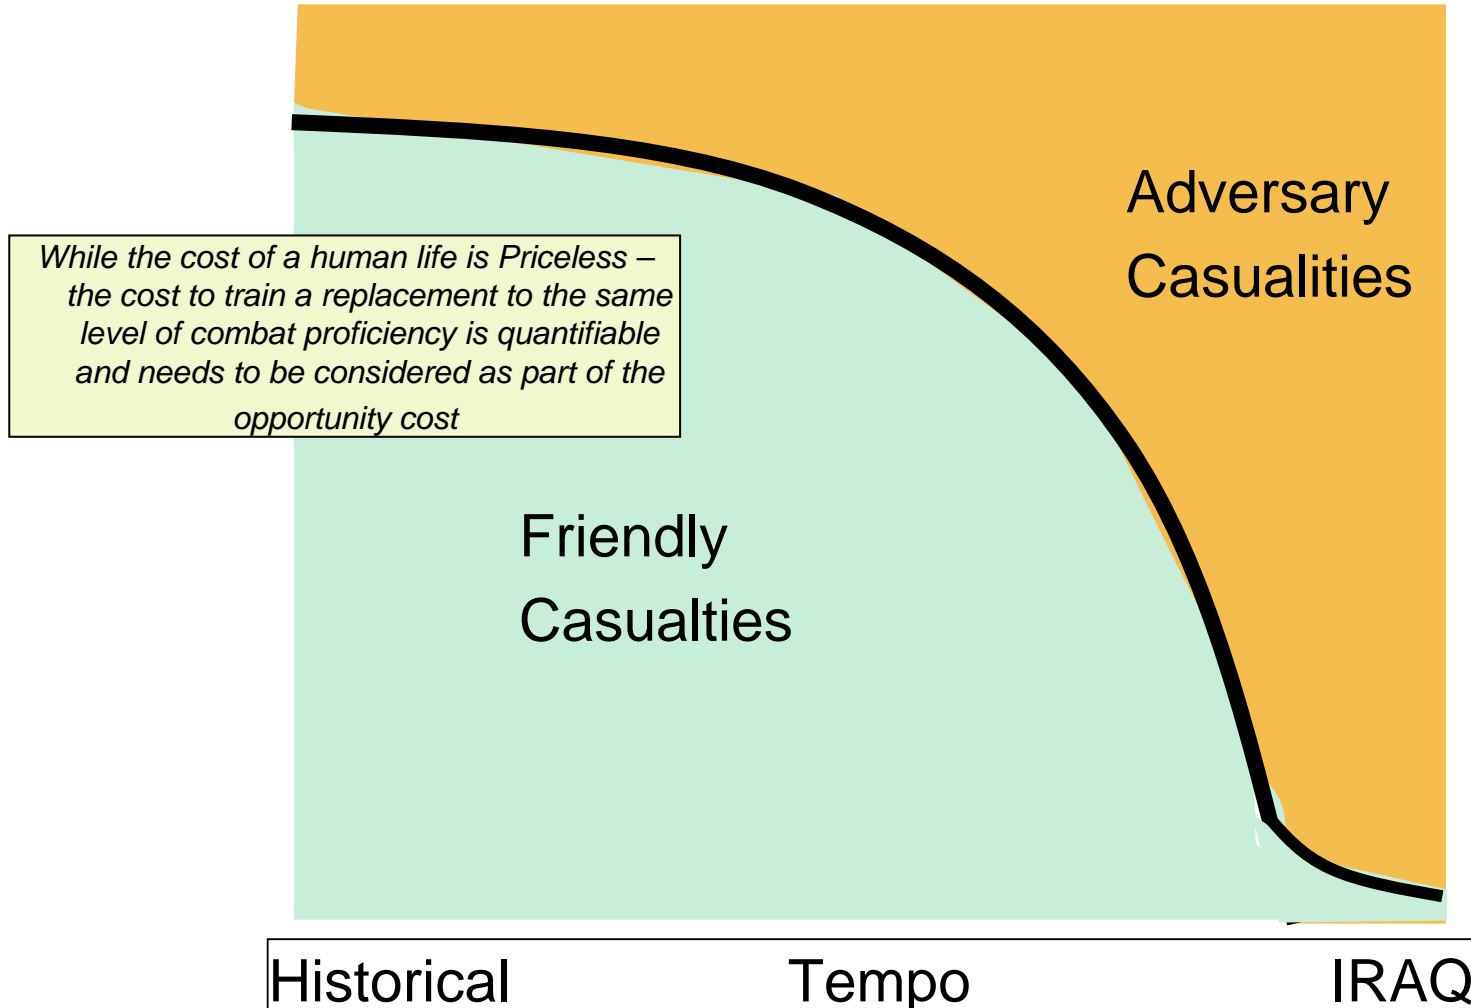 Adversary
Casualities
While the cost of a human life is Priceless –
the cost to train a replacement to the same
level of combat proficiency is quantifiable
and needs to be considered as part of the
opportunity cost
Friendly
Casualties
Historical Tempo IRAQ